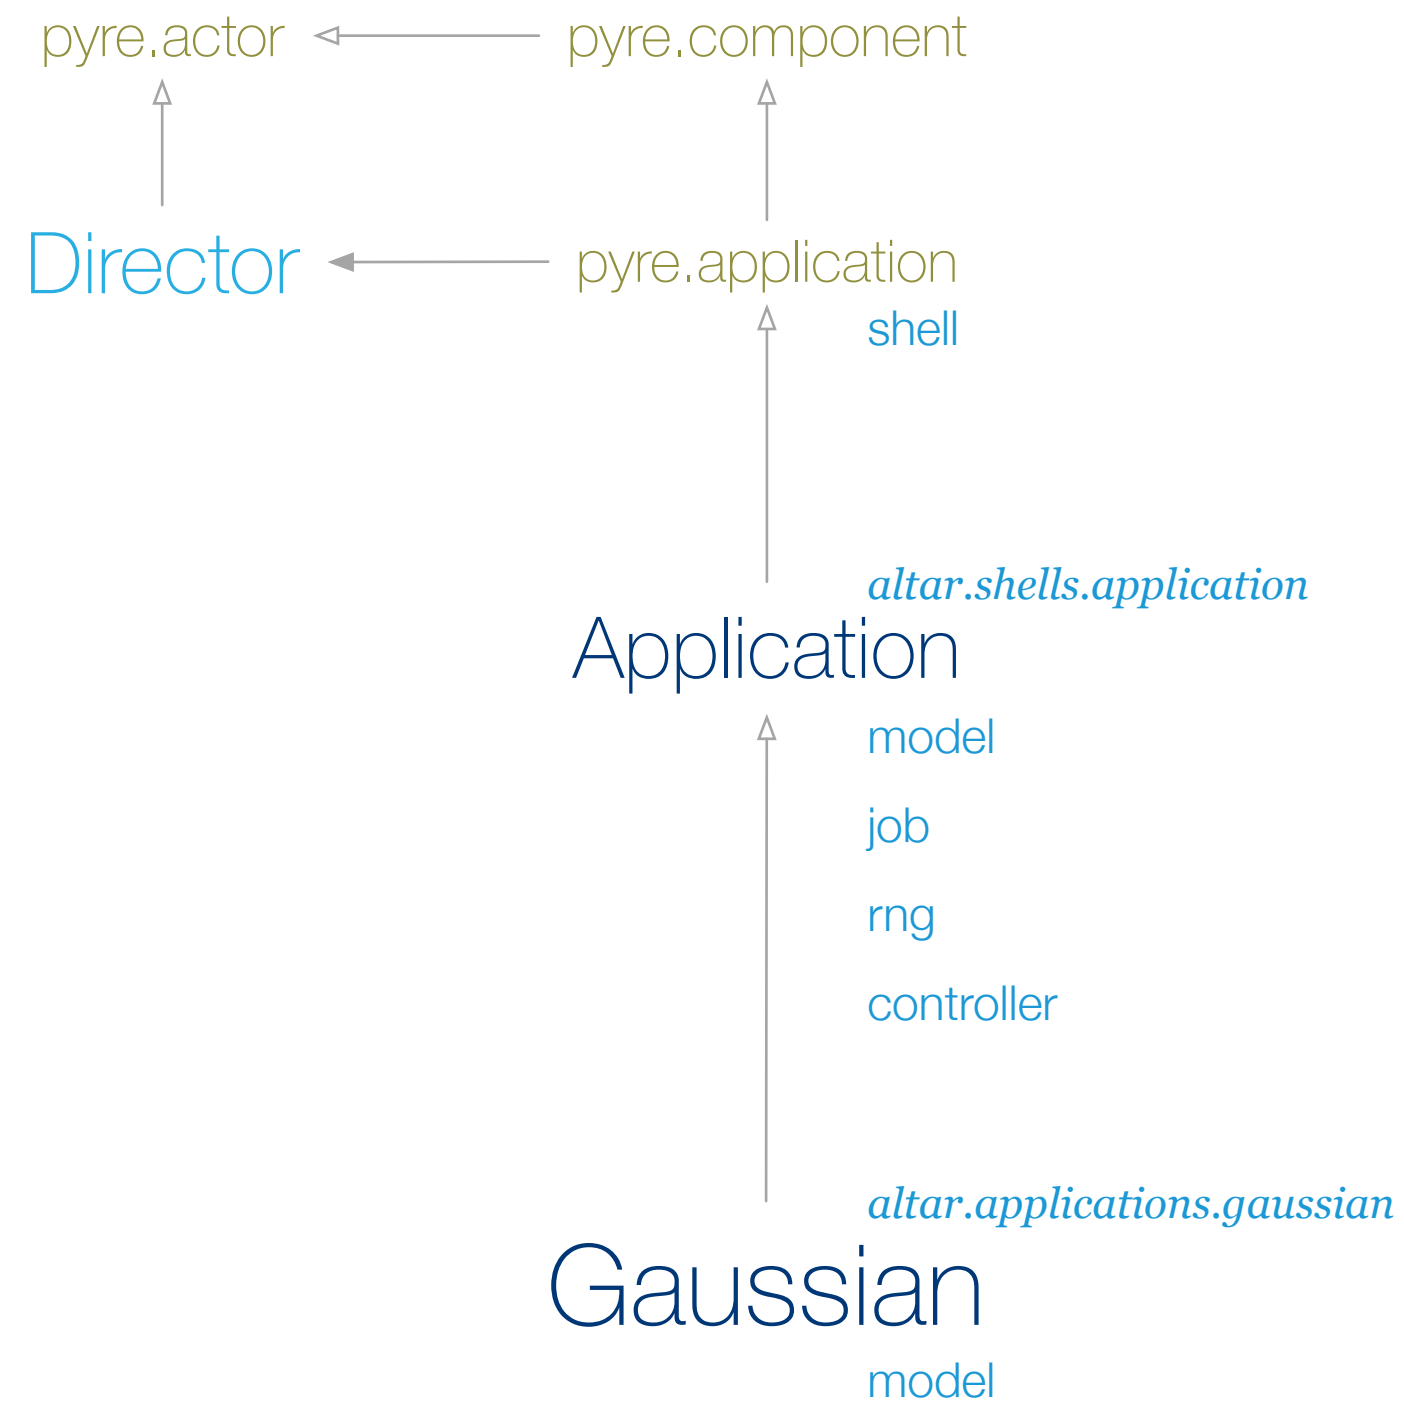 pyre.actor
pyre.component
Director
pyre.application
shell
altar.shells.application
Application
model
job
rng
controller
altar.applications.gaussian
Gaussian
model